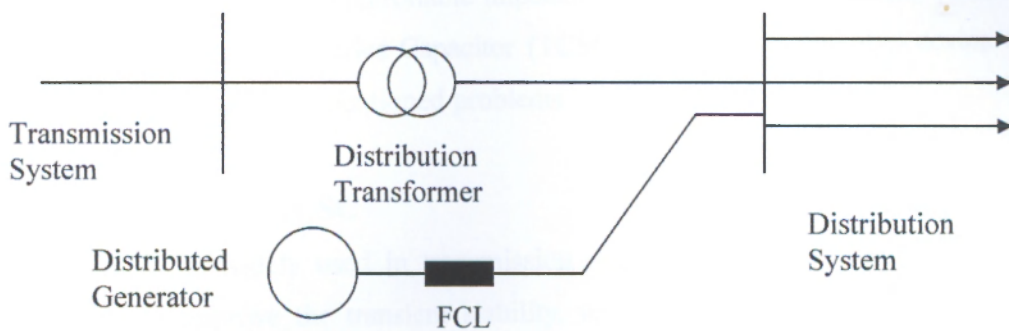 Transmission
System
Distribution
Transformer
Distributed
Generator
FCL
Distribution
System